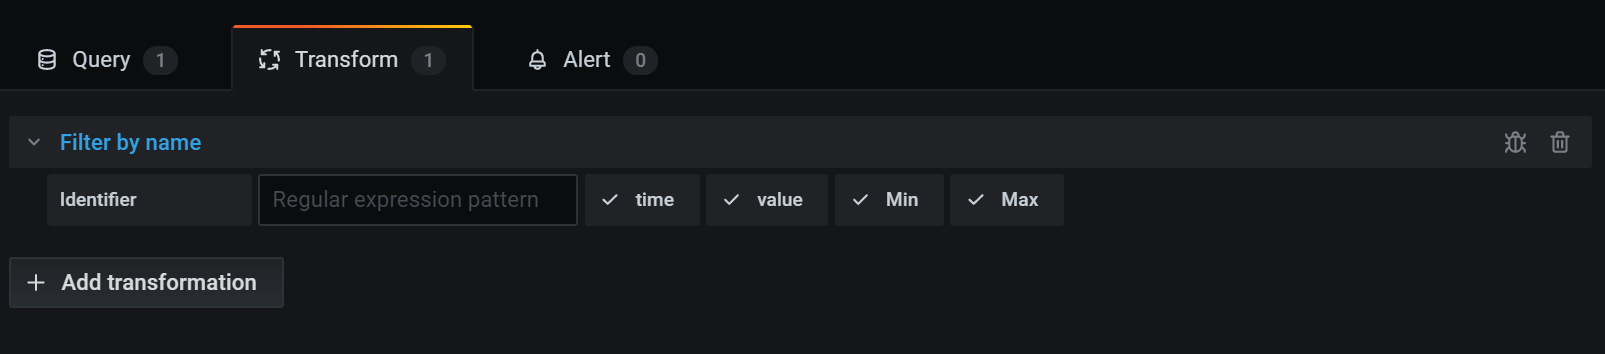 Query 1 Transform 1 Alert 0
Filter by name
Identifier Regular expression pattern time value Min Max
Add transformation